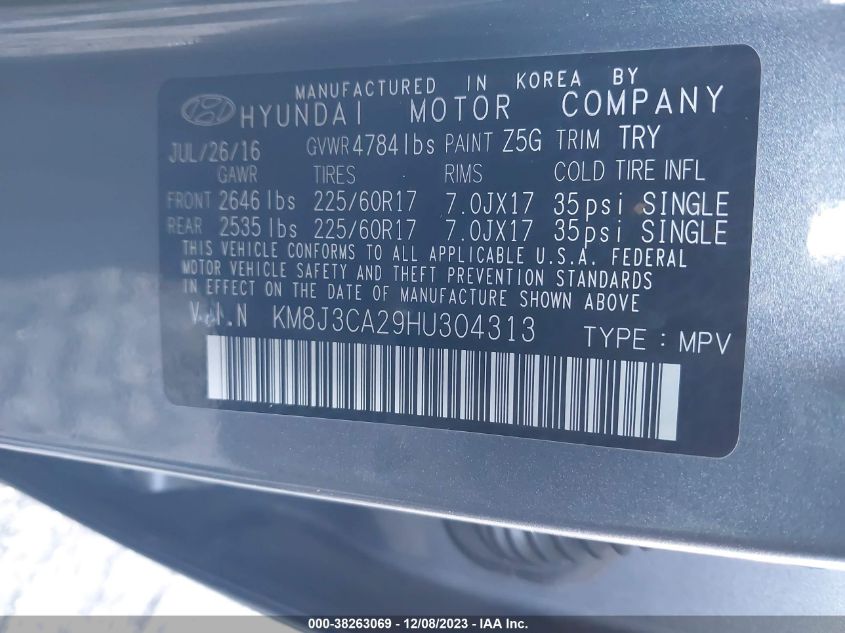 MANUFACTURED IN KOREA BY
HYUNDAI MOTOR COMPANY
JUL/26/16 GVWR 4784lbs PAINT Z5G TRIM TRY
GAWR TIRES RIMS COLD TIRE INFL
FRONT 2646 lbs 225/60R17 7.0JX17 35psi SINGLE
REAR 2535 lbs 225/60R17 7.0JX17 35psi SINGLE
THIS VEHICLE CONFORMS TO ALL APPLICABLE U.S.A. FEDERAL
MOTOR VEHICLE SAFETY AND THEFT PREVENTION STANDARDS
IN EFFECT ON THE DATE OF MANUFACTURE SHOWN ABOVE
V.I.N KM8J3CA29HU304313 TYPE : MPV
000-38263069 - 12/08/2023 - IAA Inc.